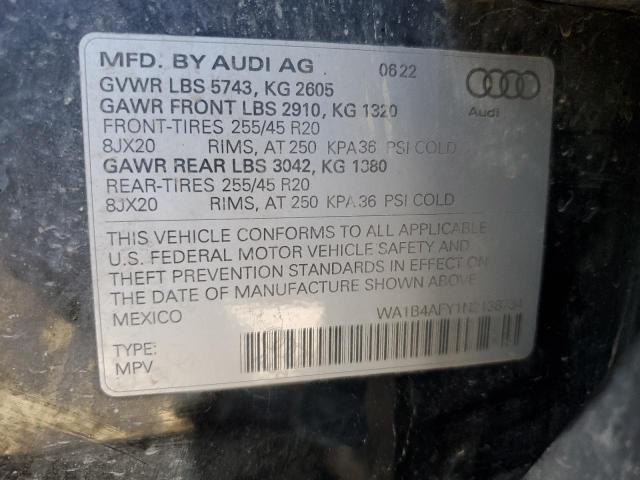 MFD. BY AUDI AG 0622
GVWR LBS 5743, KG 2605
GAWR FRONT LBS 2910, KG 1320
FRONT-TIRES 255/45 R20
8JX20 RIMS, AT 250 KPA36 PSI COLD
GAWR REAR LBS 3042, KG 1380
REAR-TIRES 255/45 R20
8JX20 RIMS, AT 250 KPA36 PSI COLD
Audi
THIS VEHICLE CONFORMS TO ALL APPLICABLE
U.S. FEDERAL MOTOR VEHICLE SAFETY AND
THEFT PREVENTION STANDARDS IN EFFECT ON
THE DATE OF MANUFACTURE SHOWN ABOVE.
MEXICO WA1B4AFY1N2138734
TYPE:
MPV